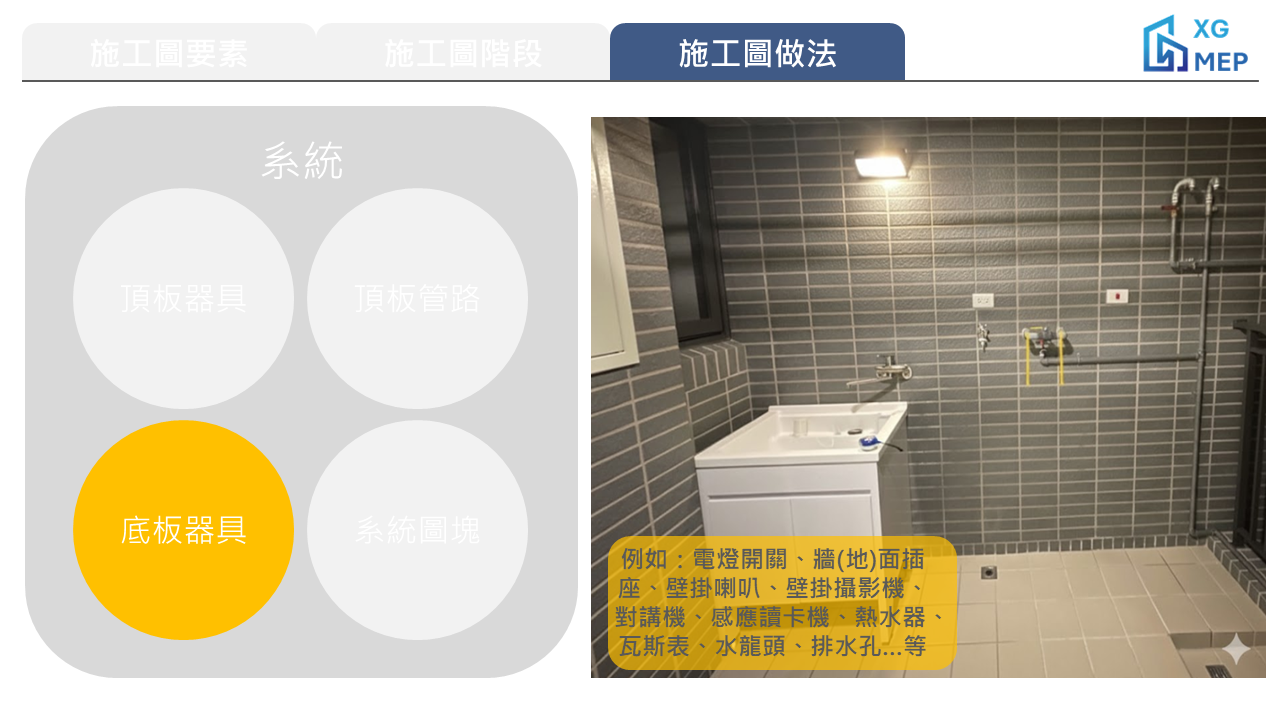 施工圖要素
施工圖階段
施工圖做法
XG
MEP
系統
頂板器具
頂板管路
底板器具
系統圖塊
例如：電燈開關、牆(地)面插
座、壁掛喇叭、壁掛攝影機、
對講機、感應讀卡機、熱水器、
瓦斯表、水龍頭、排水孔...等